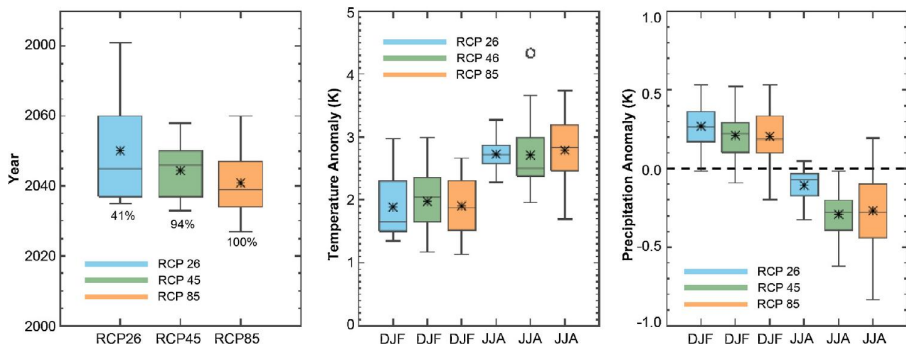 Year
2000
2060
2040
2020
2000
41%
94%
100%
RCP 26
RCP 45
RCP 85
RCP26 RCP45 RCP85
Temperature Anomaly (K)
5
4
3
2
1
0
RCP 26
RCP 46
RCP 85
DJF DJF DJF JJA JJA JJA
Precipitation Anomaly (K)
1.0
0.5
0.0
-0.5
-1.0
RCP 26
RCP 45
RCP 85
DJF DJF DJF JJA JJA JJA